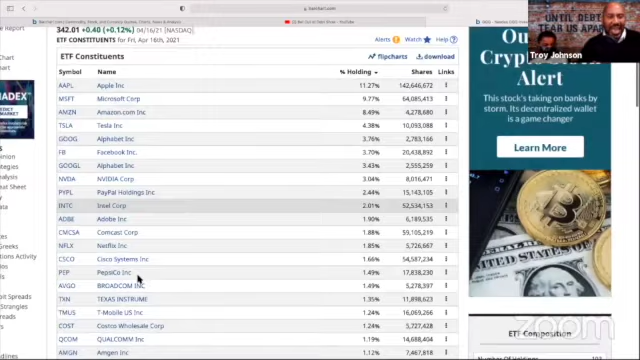 barchart.com
342.01 +0.40 (+0.12%) 04/16/21 [NASDAQ]
Alerts Watch Help
ETF CONSTITUENTS for Fri, Apr 16th, 2021
ETF Constituents
flipcharts download
Symbol Name % Holding Shares Links
AAPL Apple Inc 11.27% 142,646,672
MSFT Microsoft Corp 9.77% 64,085,413
AMZN Amazon.com Inc 8.49% 4,278,680
TSLA Tesla Inc 4.38% 10,093,088
GOOG Alphabet Inc. 3.76% 2,783,166
FB Facebook Inc. 3.70% 20,438,892
GOOGL Alphabet Inc. 3.43% 2,555,259
NVDA NVIDIA Corp 3.04% 8,016,471
PYPL PayPal Holdings Inc 2.44% 15,143,105
INTC Intel Corp 2.01% 52,534,153
ADBE Adobe Inc. 1.90% 6,189,535
CMCSA Comcast Corp 1.88% 59,105,219
NFLX Netflix Inc 1.85% 5,726,667
CSCO Cisco Systems Inc 1.66% 54,587,234
PEP PepsiCo Inc 1.49% 17,838,230
AVGO BROADCOM INC 1.49% 5,278,397
TXN TEXAS INSTRUME 1.35% 11,898,623
TMUS T-Mobile US Inc 1.24% 16,069,266
COST Costco Wholesale Corp 1.24% 5,727,428
QCOM QUALCOMM Inc 1.19% 14,688,404
AMGN Amgen Inc 1.12% 7,467,818
UNTIL DEBT
TEAR US APA
Troy Johnson
Ou
Crypto Stock
Alert
This stock's taking on banks by
storm. Its decentralized wallet
is a game changer
Learn More
ETF Composition
zoom